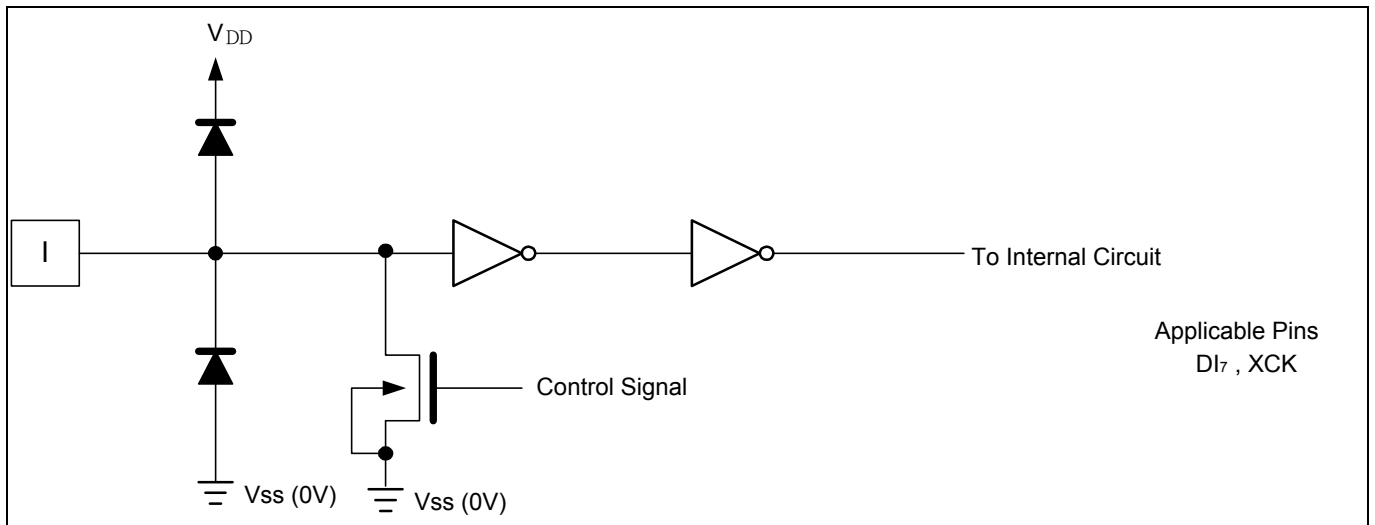 VDD
I
To Internal Circuit
Applicable Pins
DI7 , XCK
Control Signal
Vss (0V)
Vss (0V)